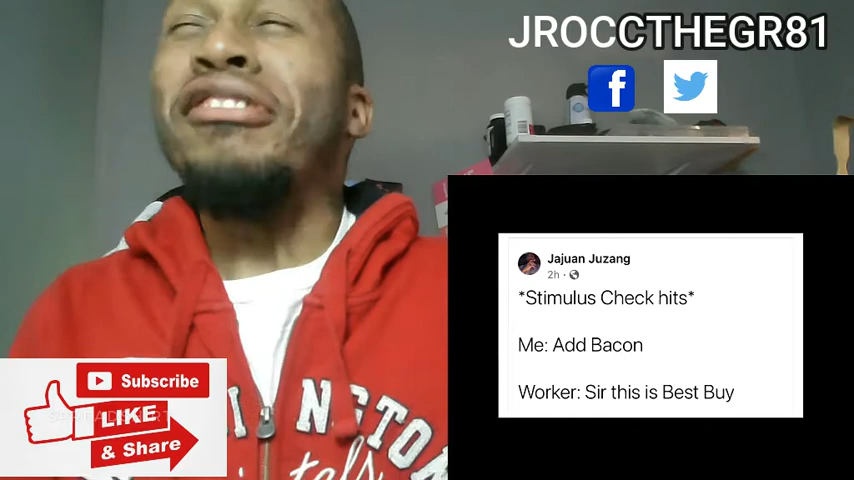 JROCCTHEGR81
Jajuan Juzang
2h
*Stimulus Check hits*
Me: Add Bacon
Worker: Sir this is Best Buy
Subscribe
LIKE
& Share